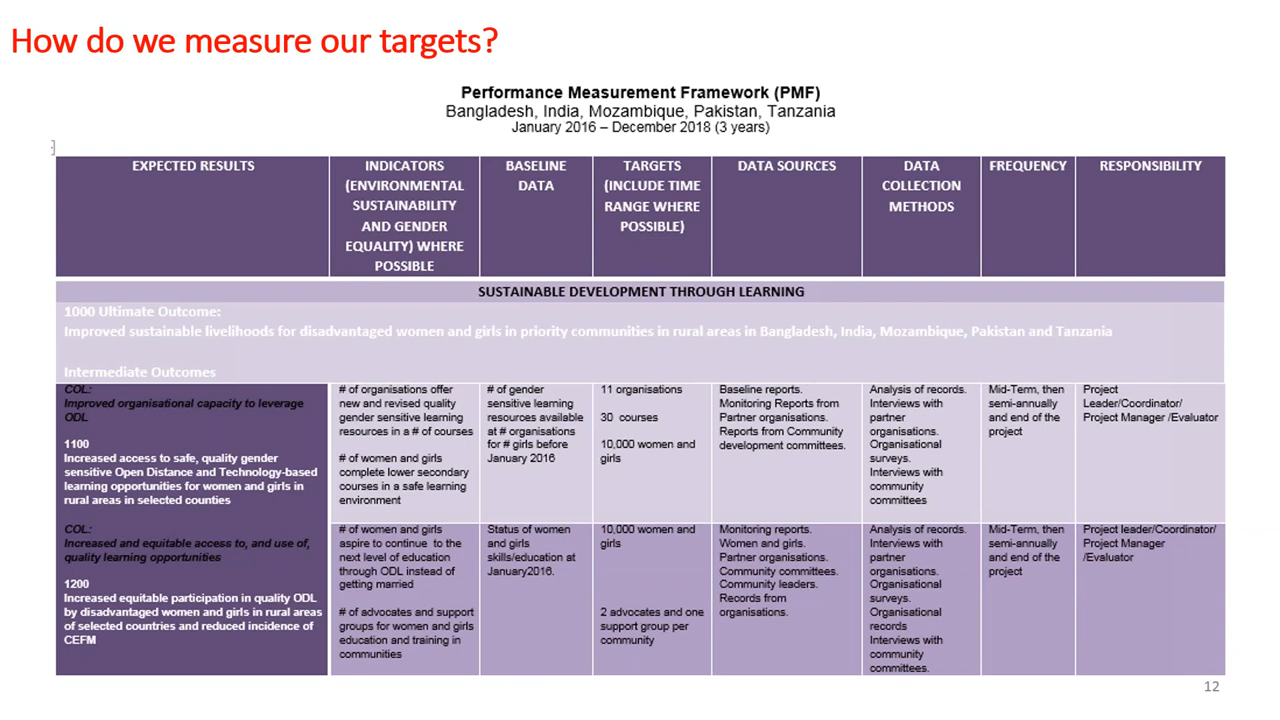 How do we measure our targets?
Performance Measurement Framework (PMF)
Bangladesh, India, Mozambique, Pakistan, Tanzania
January 2016 – December 2018 (3 years)
EXPECTED RESULTS
INDICATORS
(ENVIRONMENTAL
SUSTAINABILITY
AND GENDER
EQUALITY) WHERE
POSSIBLE
BASELINE
DATA
TARGETS
(INCLUDE TIME
RANGE WHERE
POSSIBLE)
DATA SOURCES
DATA
COLLECTION
METHODS
FREQUENCY
RESPONSIBILITY
SUSTAINABLE DEVELOPMENT THROUGH LEARNING
1000 Ultimate Outcome:
Improved sustainable livelihoods for disadvantaged women and girls in priority communities in rural areas in Bangladesh, India, Mozambique, Pakistan and Tanzania
Intermediate Outcomes
COL:
Improved organisational capacity to leverage
ODL
1100
Increased access to safe, quality gender
sensitive Open Distance and Technology-based
learning opportunities for women and girls in
rural areas in selected counties
# of organisations offer
new and revised quality
gender sensitive learning
resources in a # of courses
# of women and girls
complete lower secondary
courses in a safe learning
environment
# of gender
sensitive learning
resources available
at # organisations
for # girls before
January 2016
11 organisations
30 courses
10,000 women and
girls
Baseline reports.
Monitoring Reports from
Partner organisations.
Reports from Community
development committees.
Analysis of records.
Interviews with
partner
organisations.
Organisational
surveys.
Interviews with
community
committees
Mid-Term, then
semi-annually
and end of the
project
Project
Leader/Coordinator/
Project Manager /Evaluator
COL:
Increased and equitable access to, and use of,
quality learning opportunities
1200
Increased equitable participation in quality ODL
by disadvantaged women and girls in rural areas
of selected countries and reduced incidence of
CEFM
# of women and girls
aspire to continue to the
next level of education
through ODL instead of
getting married
# of advocates and support
groups for women and girls
education and training in
communities
Status of women
and girls
skills/education at
January2016.
10,000 women and
girls
2 advocates and one
support group per
community
Monitoring reports.
Women and girls.
Partner organisations.
Community committees.
Community leaders.
Records from
organisations.
Analysis of records.
Interviews with
partner
organisations.
Organisational
surveys.
Organisational
records
Interviews with
community
committees.
Mid-Term, then
semi-annually
and end of the
project
Project leader/Coordinator/
Project Manager
/Evaluator
12